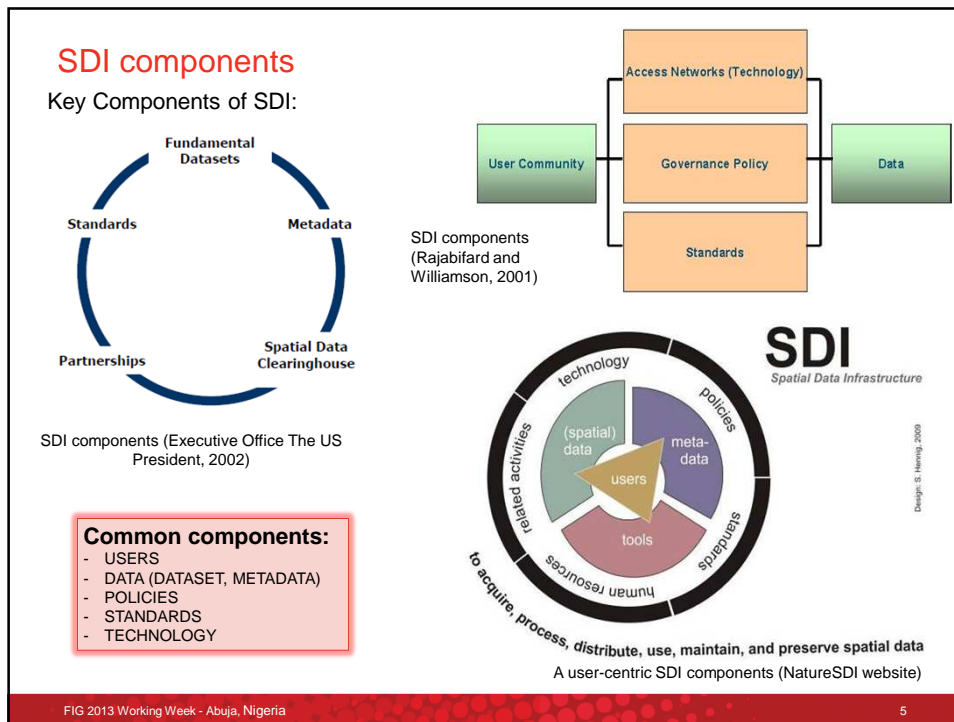 SDI components
Key Components of SDI:
Fundamental
Datasets
Standards
Metadata
Partnerships
Spatial Data
Clearinghouse
SDI components (Executive Office The US
President, 2002)
Access Networks (Technology)
User Community
Governance Policy
Data
Standards
SDI components
(Rajabifard and
Williamson, 2001)
Common components:
- USERS
- DATA (DATASET, METADATA)
- POLICIES
- STANDARDS
- TECHNOLOGY
SDI
Spatial Data Infrastructure
technology
policies
standards
human resources
related activities
(spatial)
data
meta-
data
users
tools
to acquire, process, distribute, use, maintain, and preserve spatial data
Design: S. Hennig, 2009
A user-centric SDI components (NatureSDI website)
FIG 2013 Working Week - Abuja, Nigeria
5